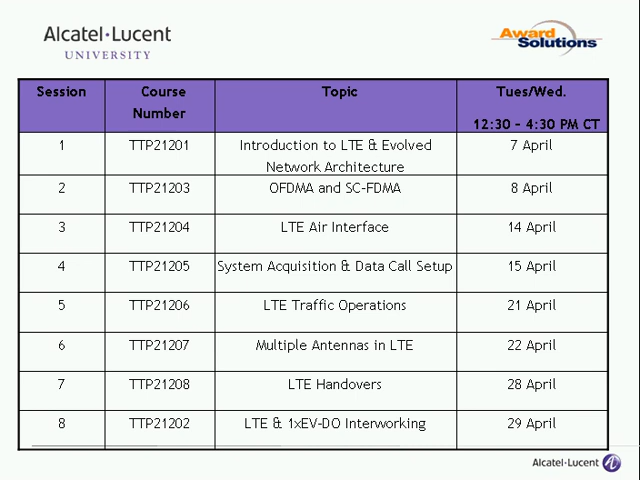 Alcatel·Lucent
UNIVERSITY
Award
Solutions
Session Course Number Topic Tues/Wed. 12:30 - 4:30 PM CT
1 TTP21201 Introduction to LTE & Evolved Network Architecture 7 April
2 TTP21203 OFDMA and SC-FDMA 8 April
3 TTP21204 LTE Air Interface 14 April
4 TTP21205 System Acquisition & Data Call Setup 15 April
5 TTP21206 LTE Traffic Operations 21 April
6 TTP21207 Multiple Antennas in LTE 22 April
7 TTP21208 LTE Handovers 28 April
8 TTP21202 LTE & 1xEV-DO Interworking 29 April
Alcatel·Lucent